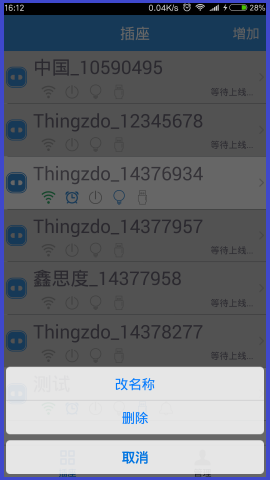 16:12 0.04K/s 28%
插座 增加
中国_10590495
等待上线...
Thingzdo_12345678
等待上线...
Thingzdo_14376934
Thingzdo_14377957
等待上线...
鑫思度_14377958
等待上线...
Thingzdo_14378277
等待上线...
测试
改名称
删除
取消